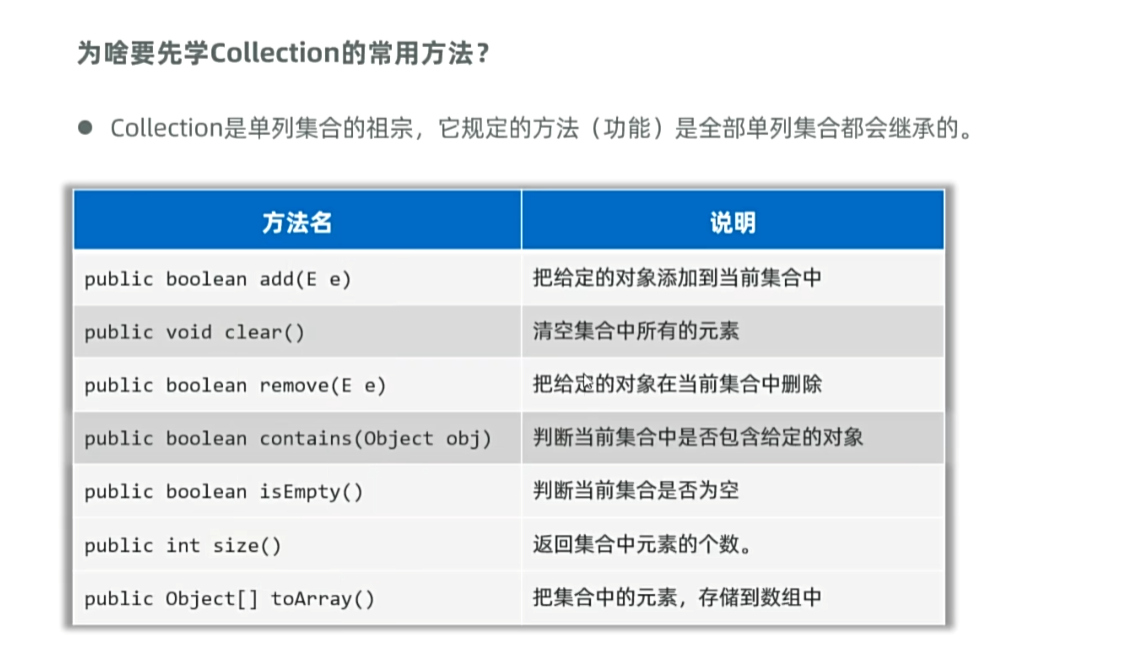 为啥要先学Collection的常用方法?
● Collection是单列集合的祖宗，它规定的方法（功能）是全部单列集合都会继承的。
方法名 说明
public boolean add(E e) 把给定的对象添加到当前集合中
public void clear() 清空集合中所有的元素
public boolean remove(E e) 把给定的对象在当前集合中删除
public boolean contains(Object obj) 判断当前集合中是否包含给定的对象
public boolean isEmpty() 判断当前集合是否为空
public int size() 返回集合中元素的个数。
public Object[] toArray() 把集合中的元素，存储到数组中